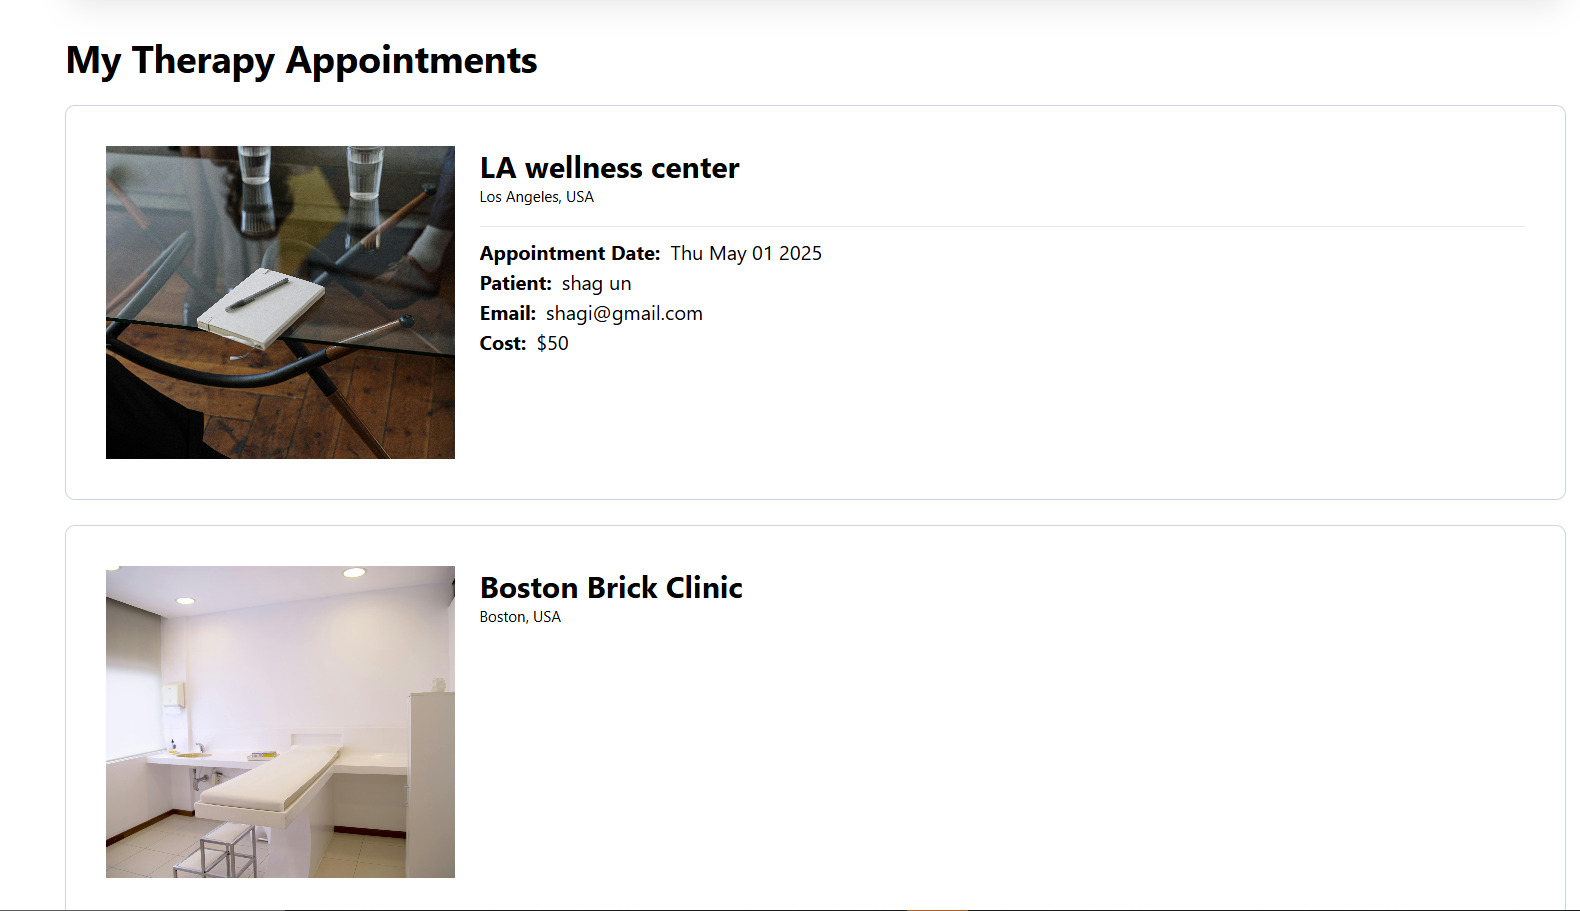 My Therapy Appointments
LA wellness center
Los Angeles, USA
Appointment Date: Thu May 01 2025
Patient: shag un
Email: shagi@gmail.com
Cost: $50
Boston Brick Clinic
Boston, USA